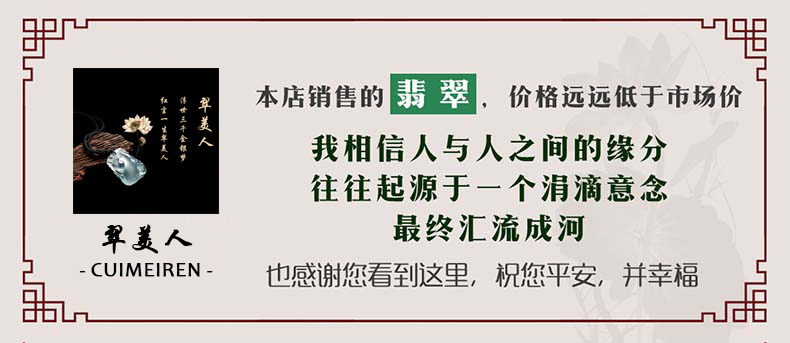 翠美人
浮世三千金银梦
红尘一生翠美人
翠美人
- CUIMEIREN -
本店销售的 翡翠，价格远远低于市场价
我相信人与人之间的缘分
往往起源于一个涓滴意念
最终汇流成河
也感谢您看到这里，祝您平安，并幸福